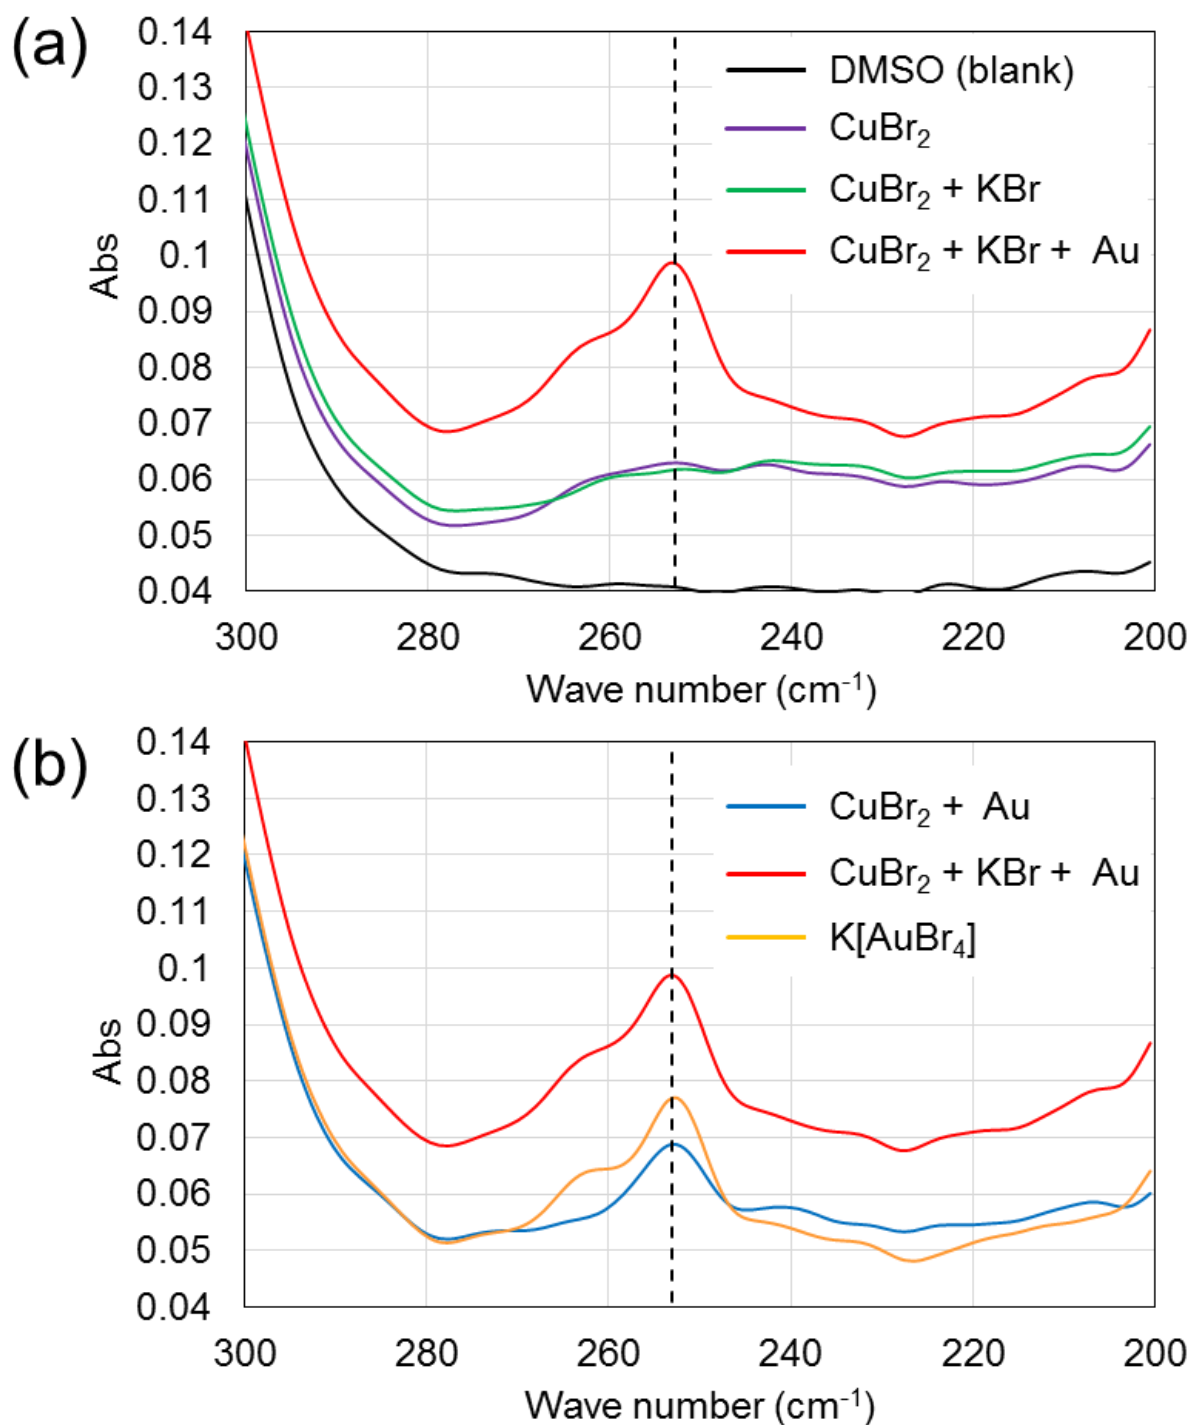 (a)
0.14
0.13
0.12
0.11
0.1
0.09
0.08
0.07
0.06
0.05
0.04
Abs
DMSO (blank)
CuBr₂
CuBr₂ + KBr
CuBr₂ + KBr + Au
300 280 260 240 220 200
Wave number (cm⁻¹)
(b)
0.14
0.13
0.12
0.11
0.1
0.09
0.08
0.07
0.06
0.05
0.04
Abs
CuBr₂ + Au
CuBr₂ + KBr + Au
K[AuBr₄]
300 280 260 240 220 200
Wave number (cm⁻¹)